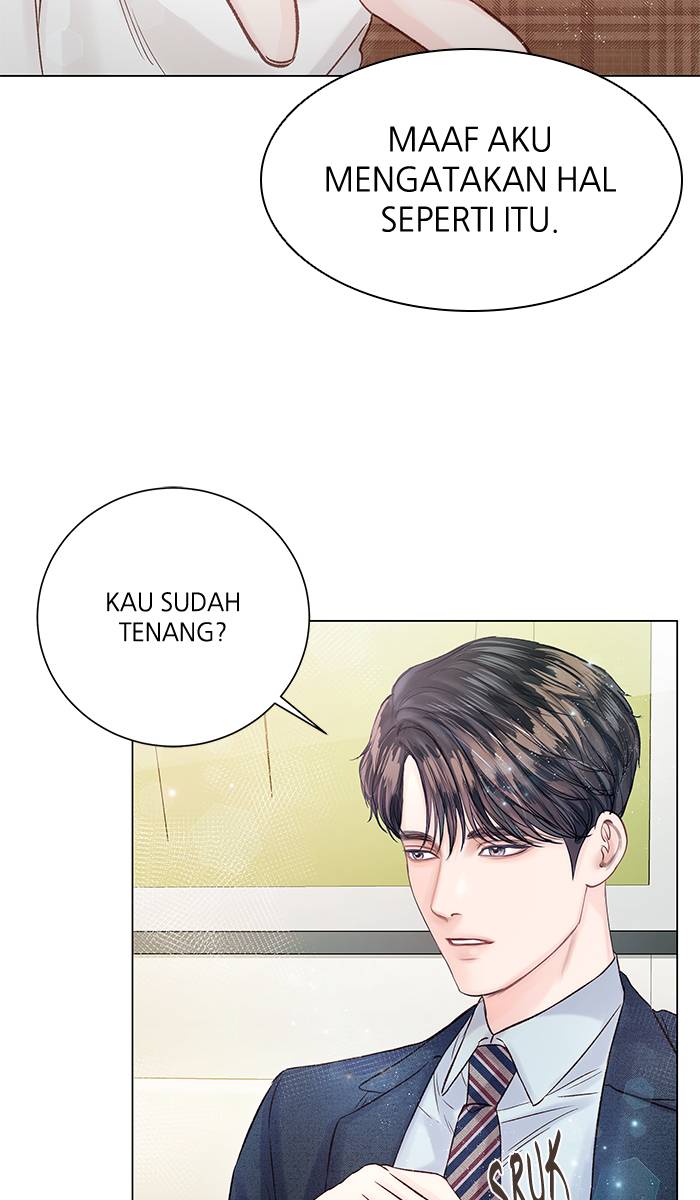 MAAF AKU
MENGATAKAN HAL
SEPERTI ITU.
KAU SUDAH
TENANG?
SRUK